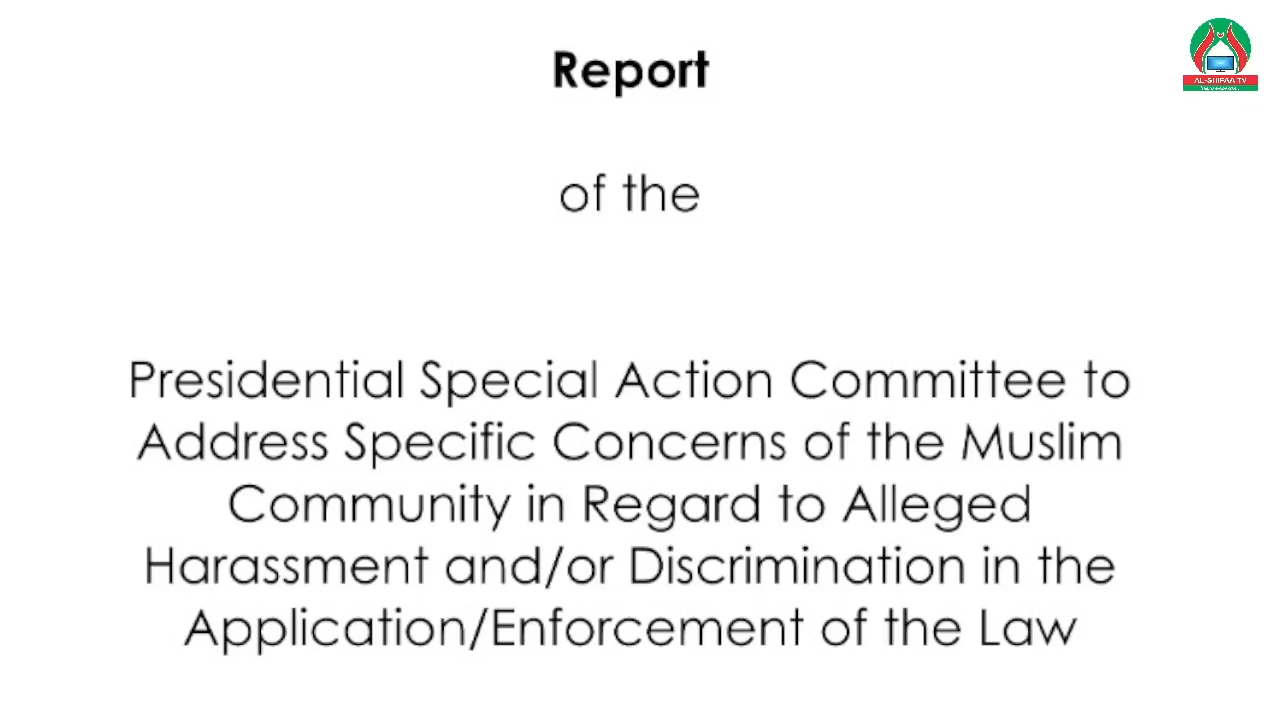 Report
of the
Presidential Special Action Committee to
Address Specific Concerns of the Muslim
Community in Regard to Alleged
Harassment and/or Discrimination in the
Application/Enforcement of the Law
AL-SHIFAA TV